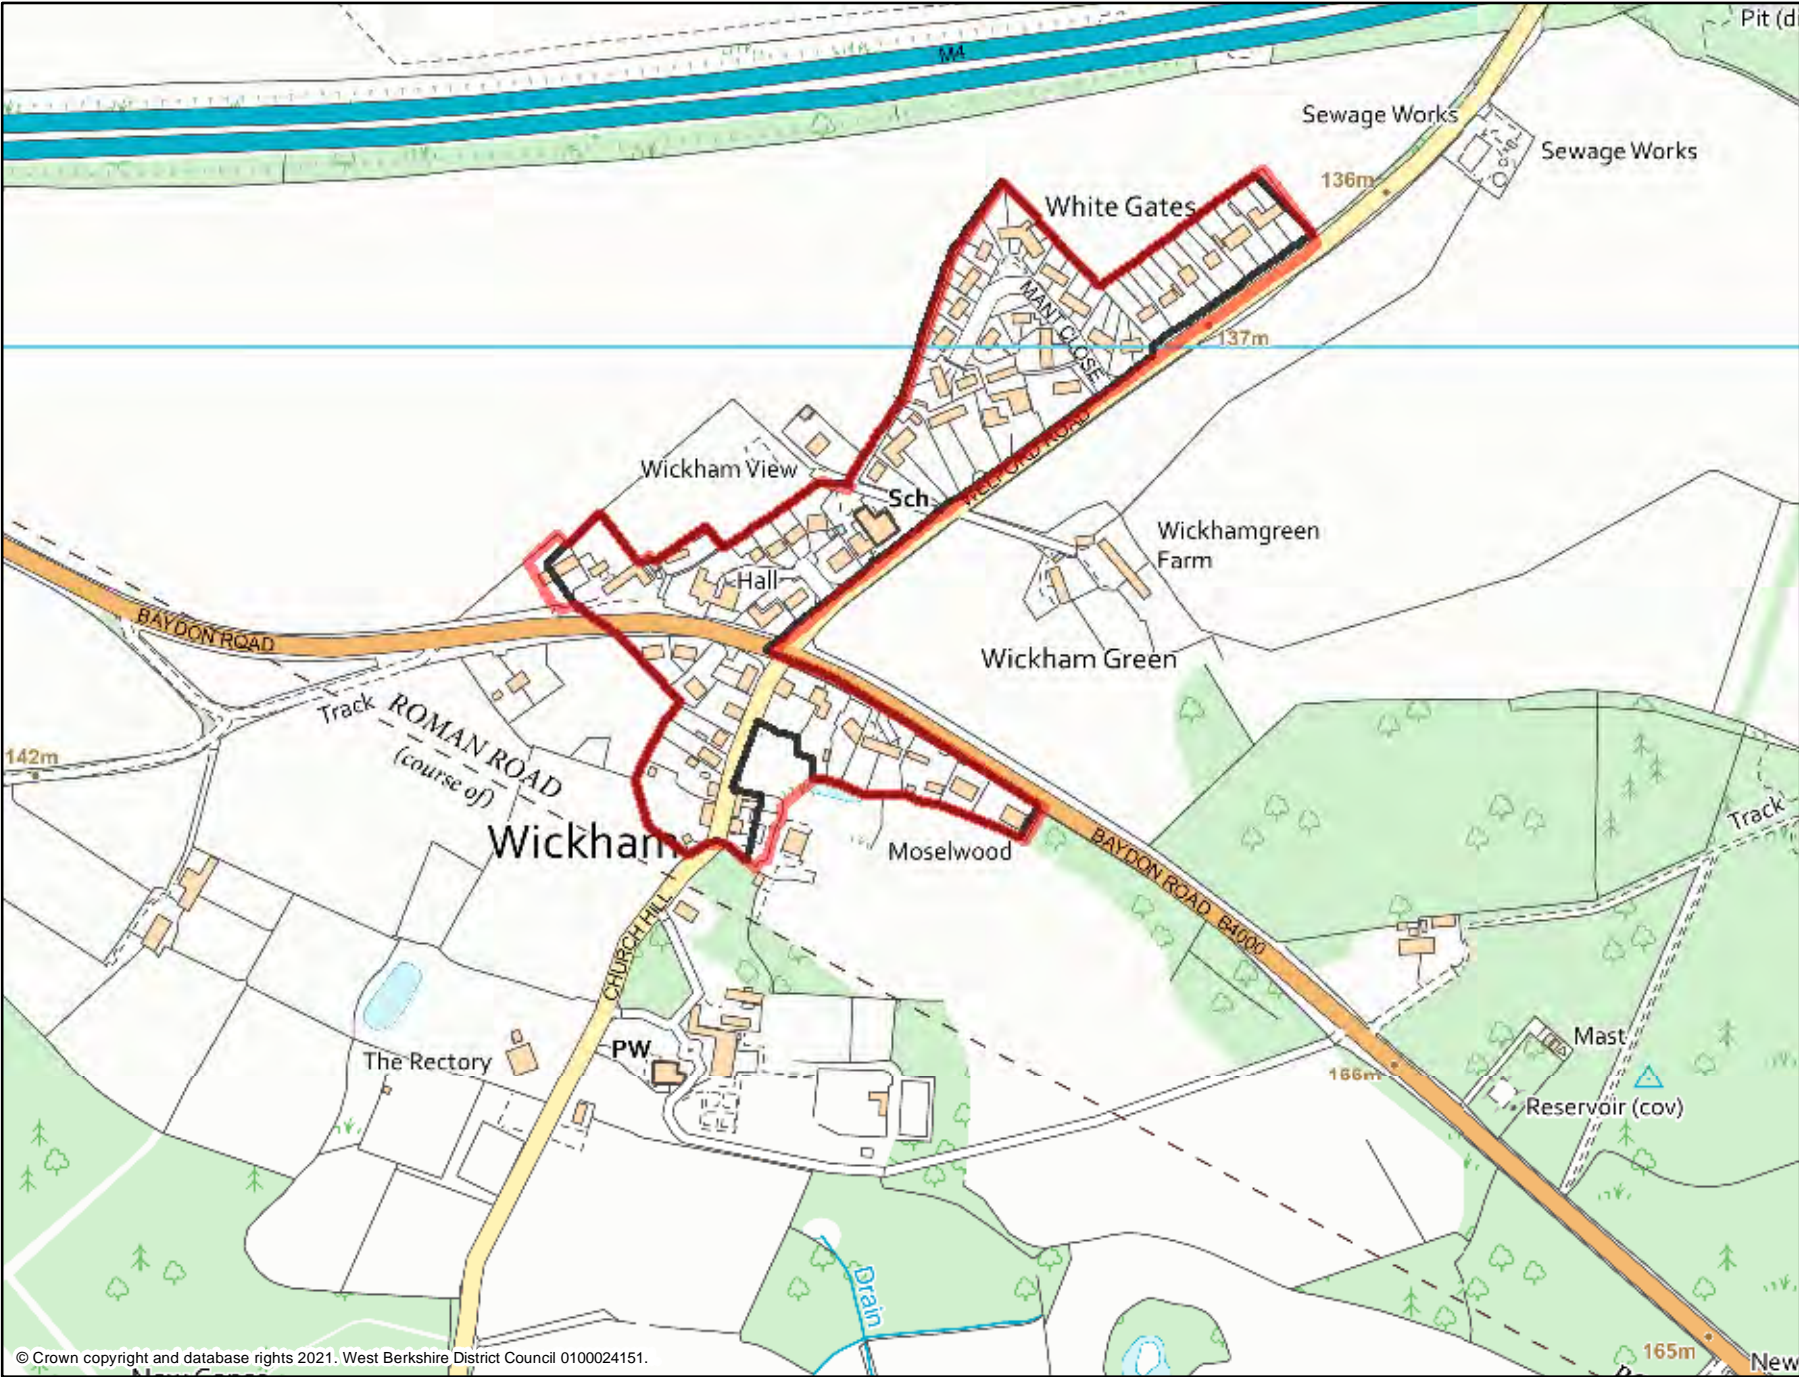 Pit (di
M4
Sewage Works
Sewage Works
136m
White Gates
MANT CLOSE
137m
WELFORD ROAD
Wickham View
Sch
Wickhamgreen
Farm
Hall
BAYDON ROAD
Wickham Green
Track
ROMAN ROAD
(course of)
142m
Wickham
Moselwood
BAYDON ROAD B4000
Track
CHURCH HILL
PW
The Rectory
Mast
166m
Reservoir (cov)
Drain
165m
New
© Crown copyright and database rights 2021. West Berkshire District Council 0100024151.